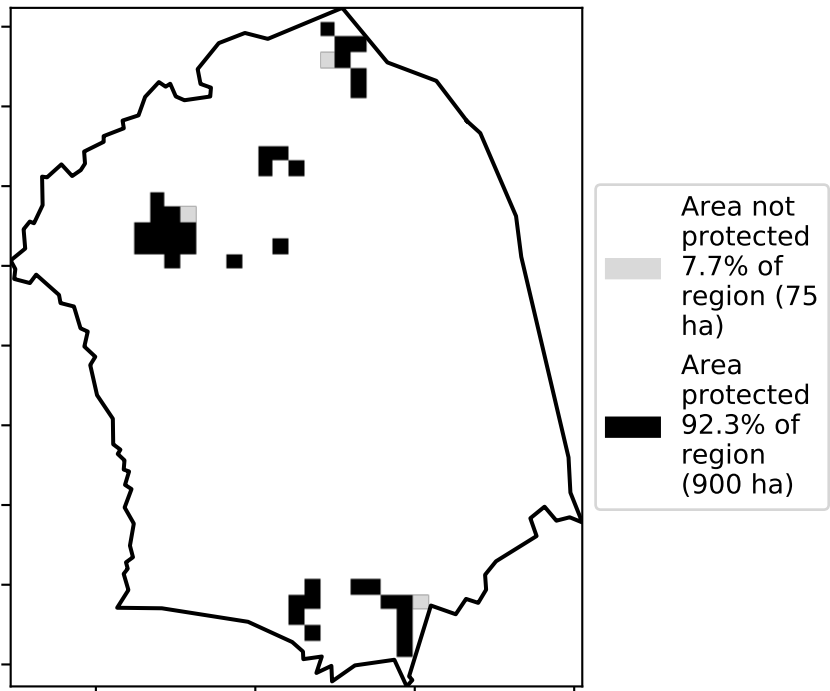 Area not
protected
7.7% of
region (75
ha)
Area
protected
92.3% of
region
(900 ha)